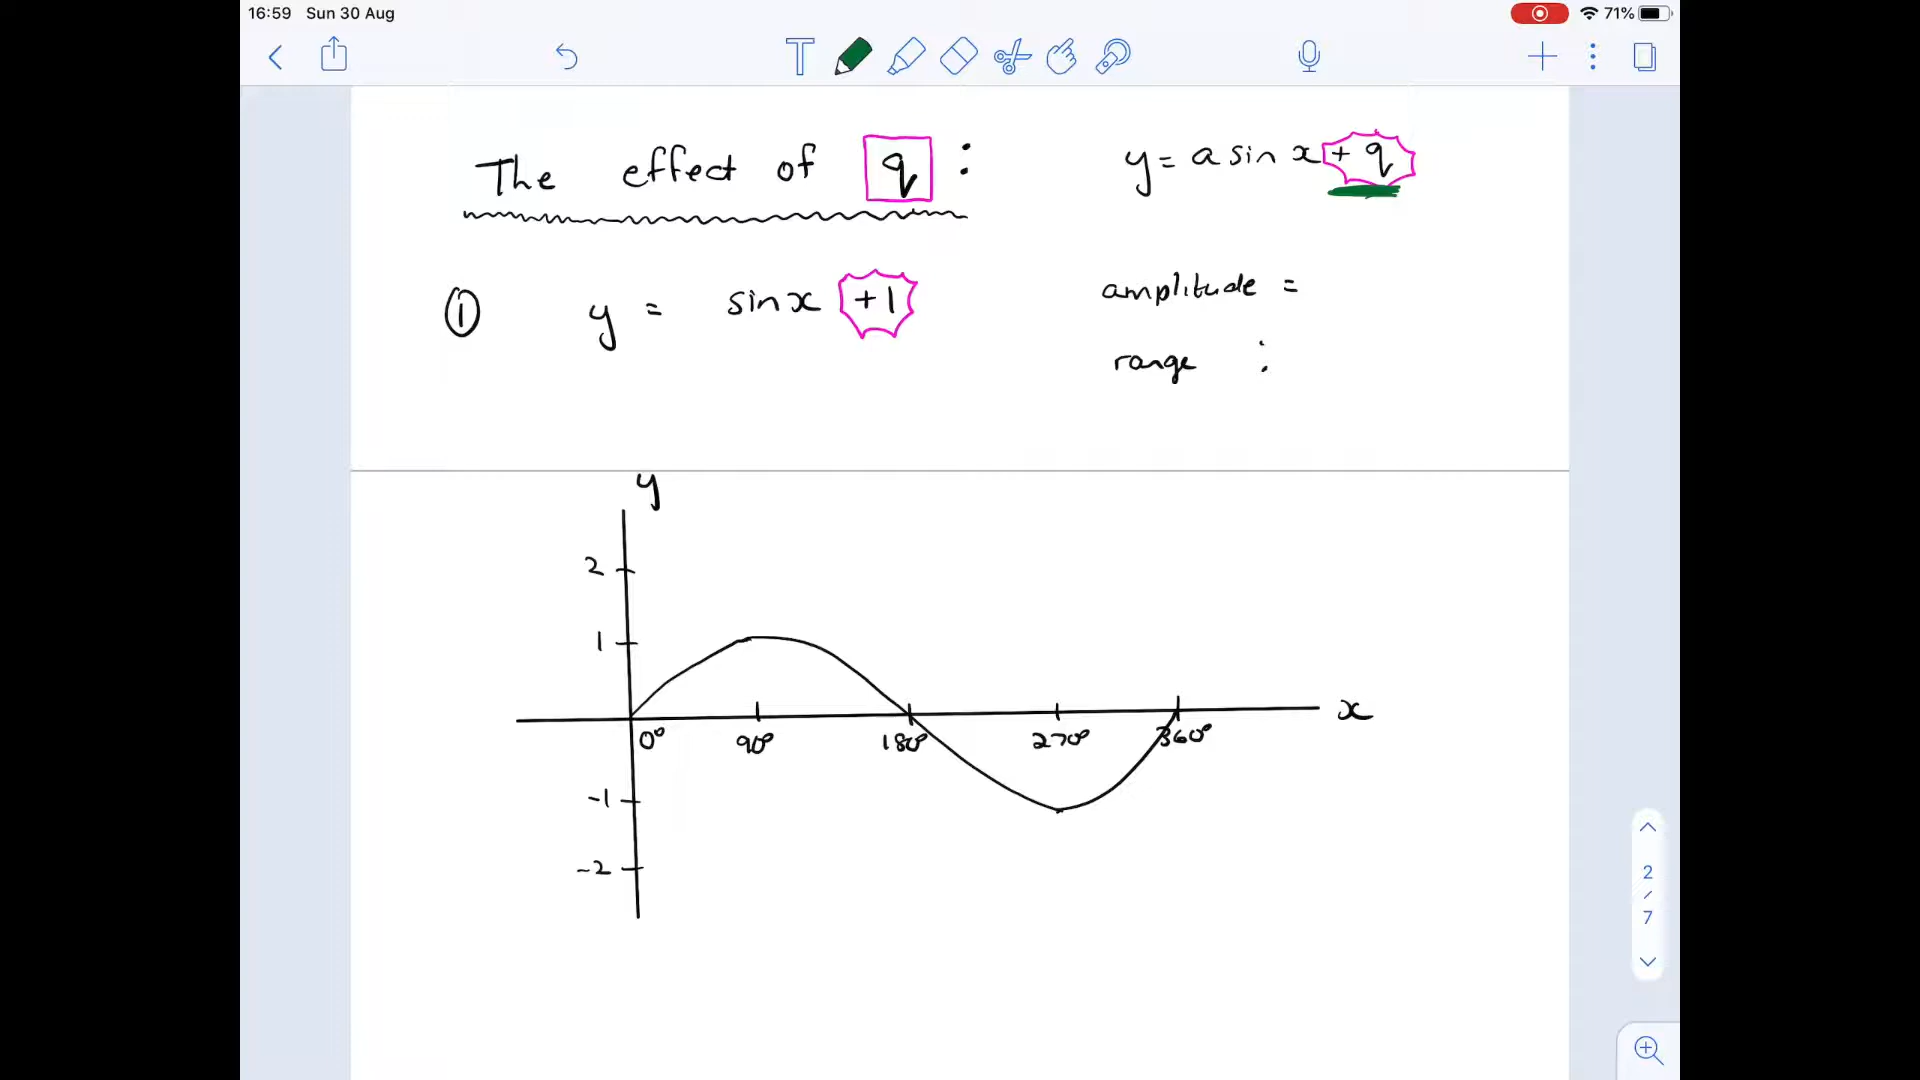 16:59 Sun 30 Aug 71%
T
The effect of q : y = a sin x + q
① y = sinx +1 amplitude =
range :
y
2
1
x
0° 90° 180° 270° 360°
-1
-2
2
/
7